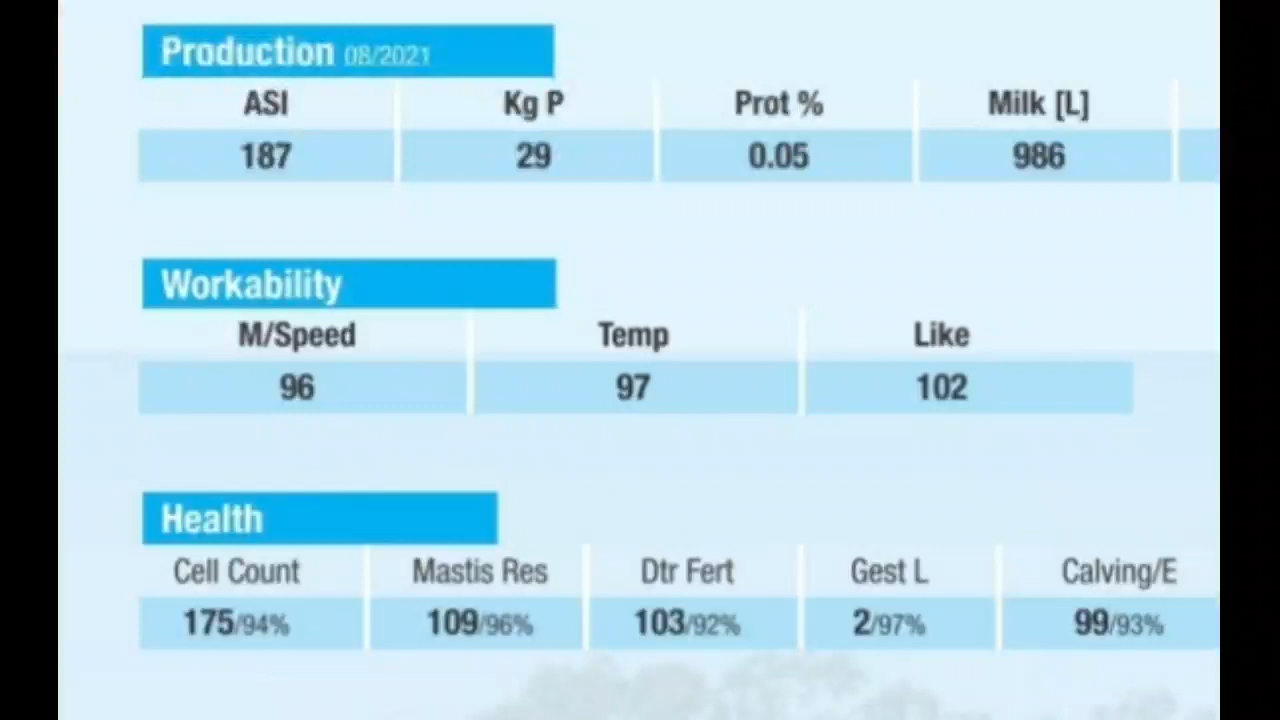 Production 08/2021
ASI Kg P Prot % Milk [L]
187 29 0.05 986
Workability
M/Speed Temp Like
96 97 102
Health
Cell Count Mastis Res Dtr Fert Gest L Calving/E
175/94% 109/96% 103/92% 2/97% 99/93%